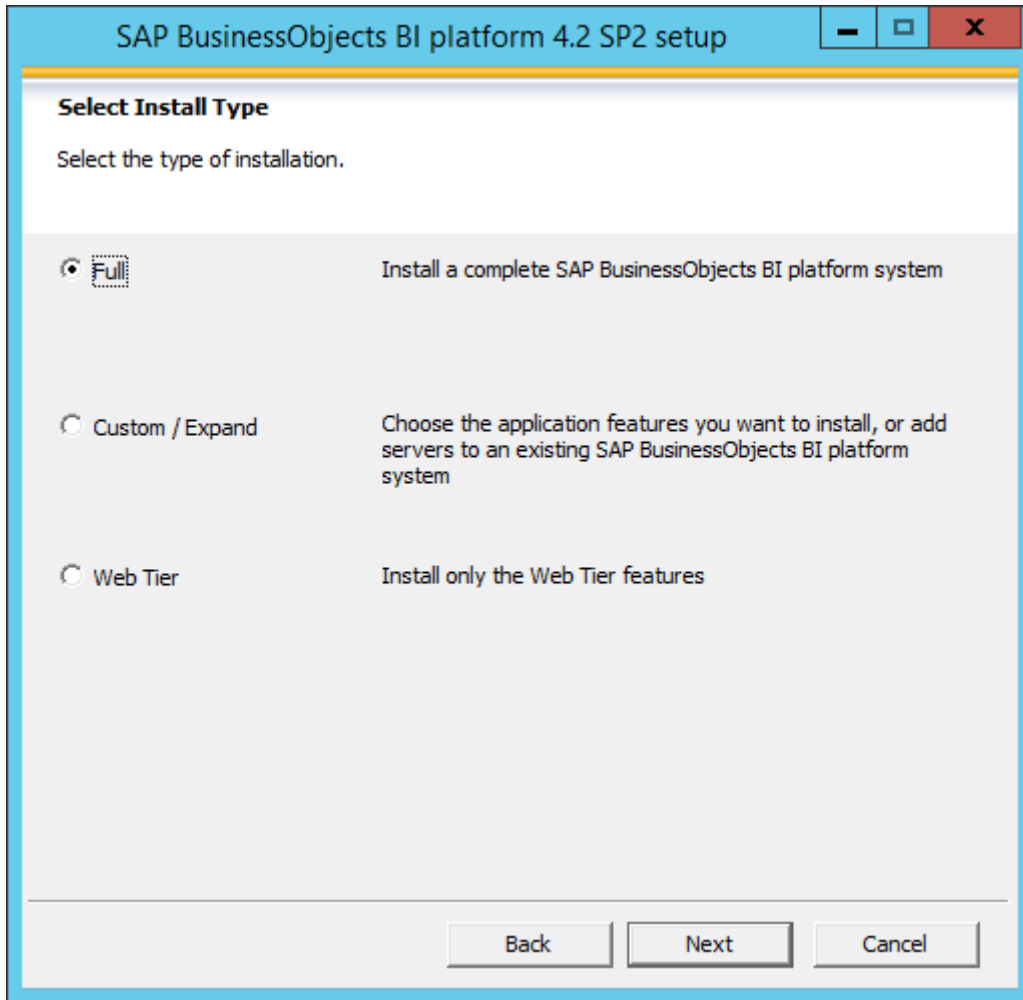 SAP BusinessObjects BI platform 4.2 SP2 setup
Select Install Type
Select the type of installation.
Full
Install a complete SAP BusinessObjects BI platform system
Custom / Expand
Choose the application features you want to install, or add
servers to an existing SAP BusinessObjects BI platform
system
Web Tier
Install only the Web Tier features
Back
Next
Cancel